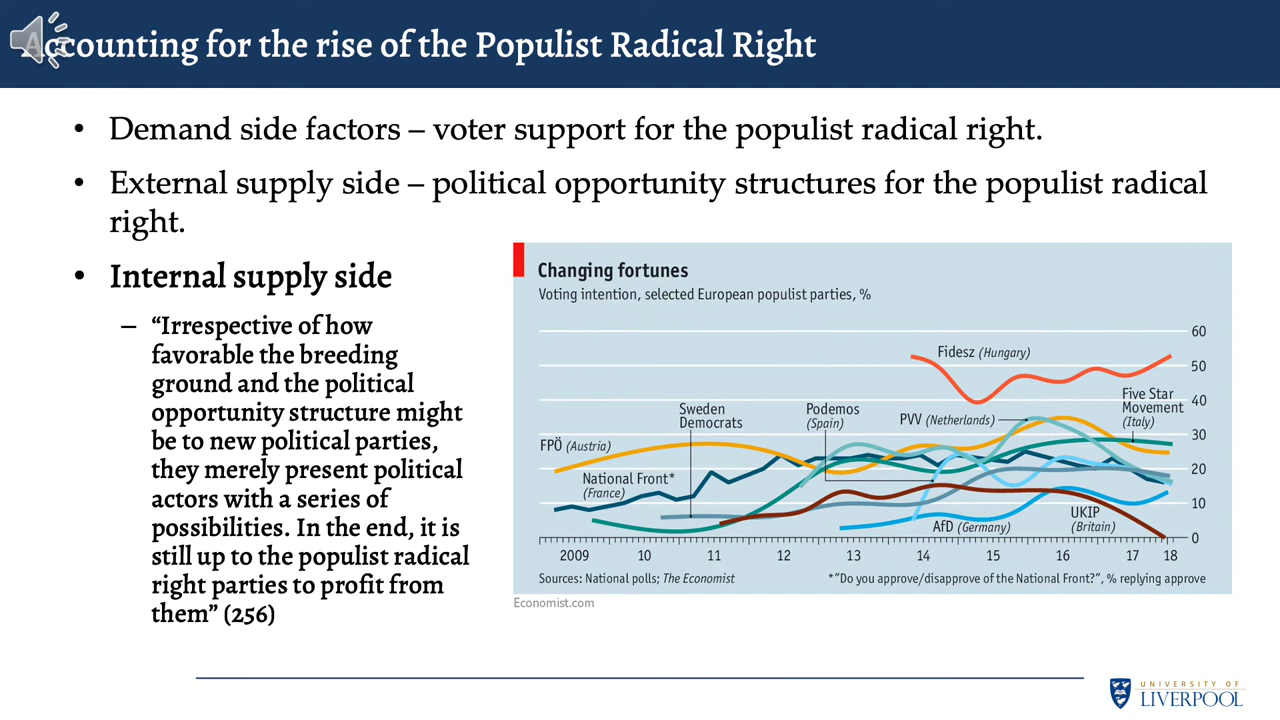 Accounting for the rise of the Populist Radical Right
• Demand side factors – voter support for the populist radical right.
• External supply side – political opportunity structures for the populist radical
right.
• Internal supply side
– “Irrespective of how
favorable the breeding
ground and the political
opportunity structure might
be to new political parties,
they merely present political
actors with a series of
possibilities. In the end, it is
still up to the populist radical
right parties to profit from
them” (256)
Changing fortunes
Voting intention, selected European populist parties, %
60
50
40
30
20
10
0
Fidesz (Hungary)
Five Star
Movement
(Italy)
Sweden
Democrats
Podemos
(Spain)
PVV (Netherlands)
FPÖ (Austria)
National Front*
(France)
AfD (Germany)
UKIP
(Britain)
2009 10 11 12 13 14 15 16 17 18
Sources: National polls; The Economist
*“Do you approve/disapprove of the National Front?”, % replying approve
Economist.com
UNIVERSITY OF
LIVERPOOL